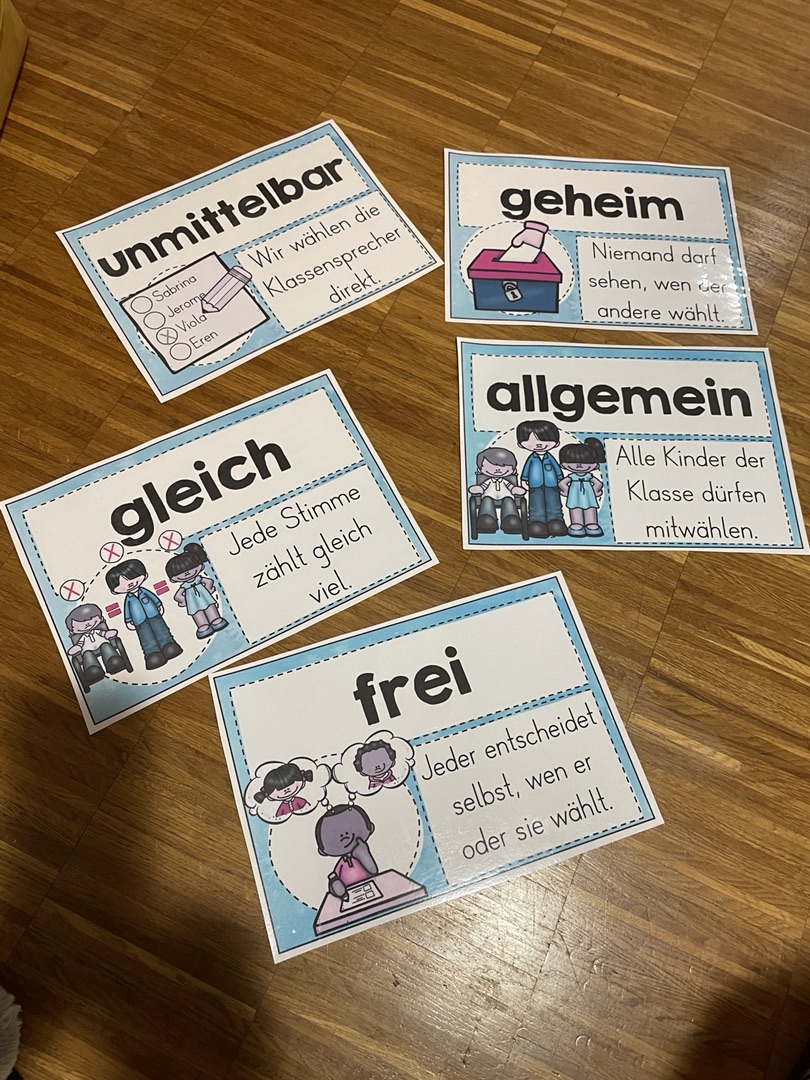 unmittelbar
Sabrina
Jerome
Viola
Eren
Wir wählen die
Klassensprecher
direkt.
geheim
Niemand darf
sehen, wen der
andere wählt.
allgemein
Alle Kinder der
Klasse dürfen
mitwählen.
gleich
Jede Stimme
zählt gleich
viel.
frei
Jeder entscheidet
selbst, wen er
oder sie wählt.